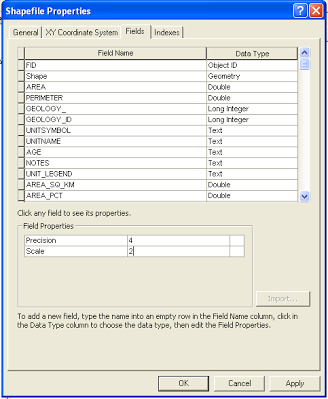 Shapefile Properties
General XY Coordinate System Fields Indexes
Field Name Data Type
FID Object ID
Shape Geometry
AREA Double
PERIMETER Double
GEOLOGY_ Long Integer
GEOLOGY_ID Long Integer
UNITSYMBOL Text
UNITNAME Text
AGE Text
NOTES Text
UNIT_LEGEND Text
AREA_SQ_KM Double
AREA_PCT Double
Click any field to see its properties.
Field Properties
Precision 4
Scale 2
Import...
To add a new field, type the name into an empty row in the Field Name column, click in
the Data Type column to choose the data type, then edit the Field Properties.
OK Cancel Apply